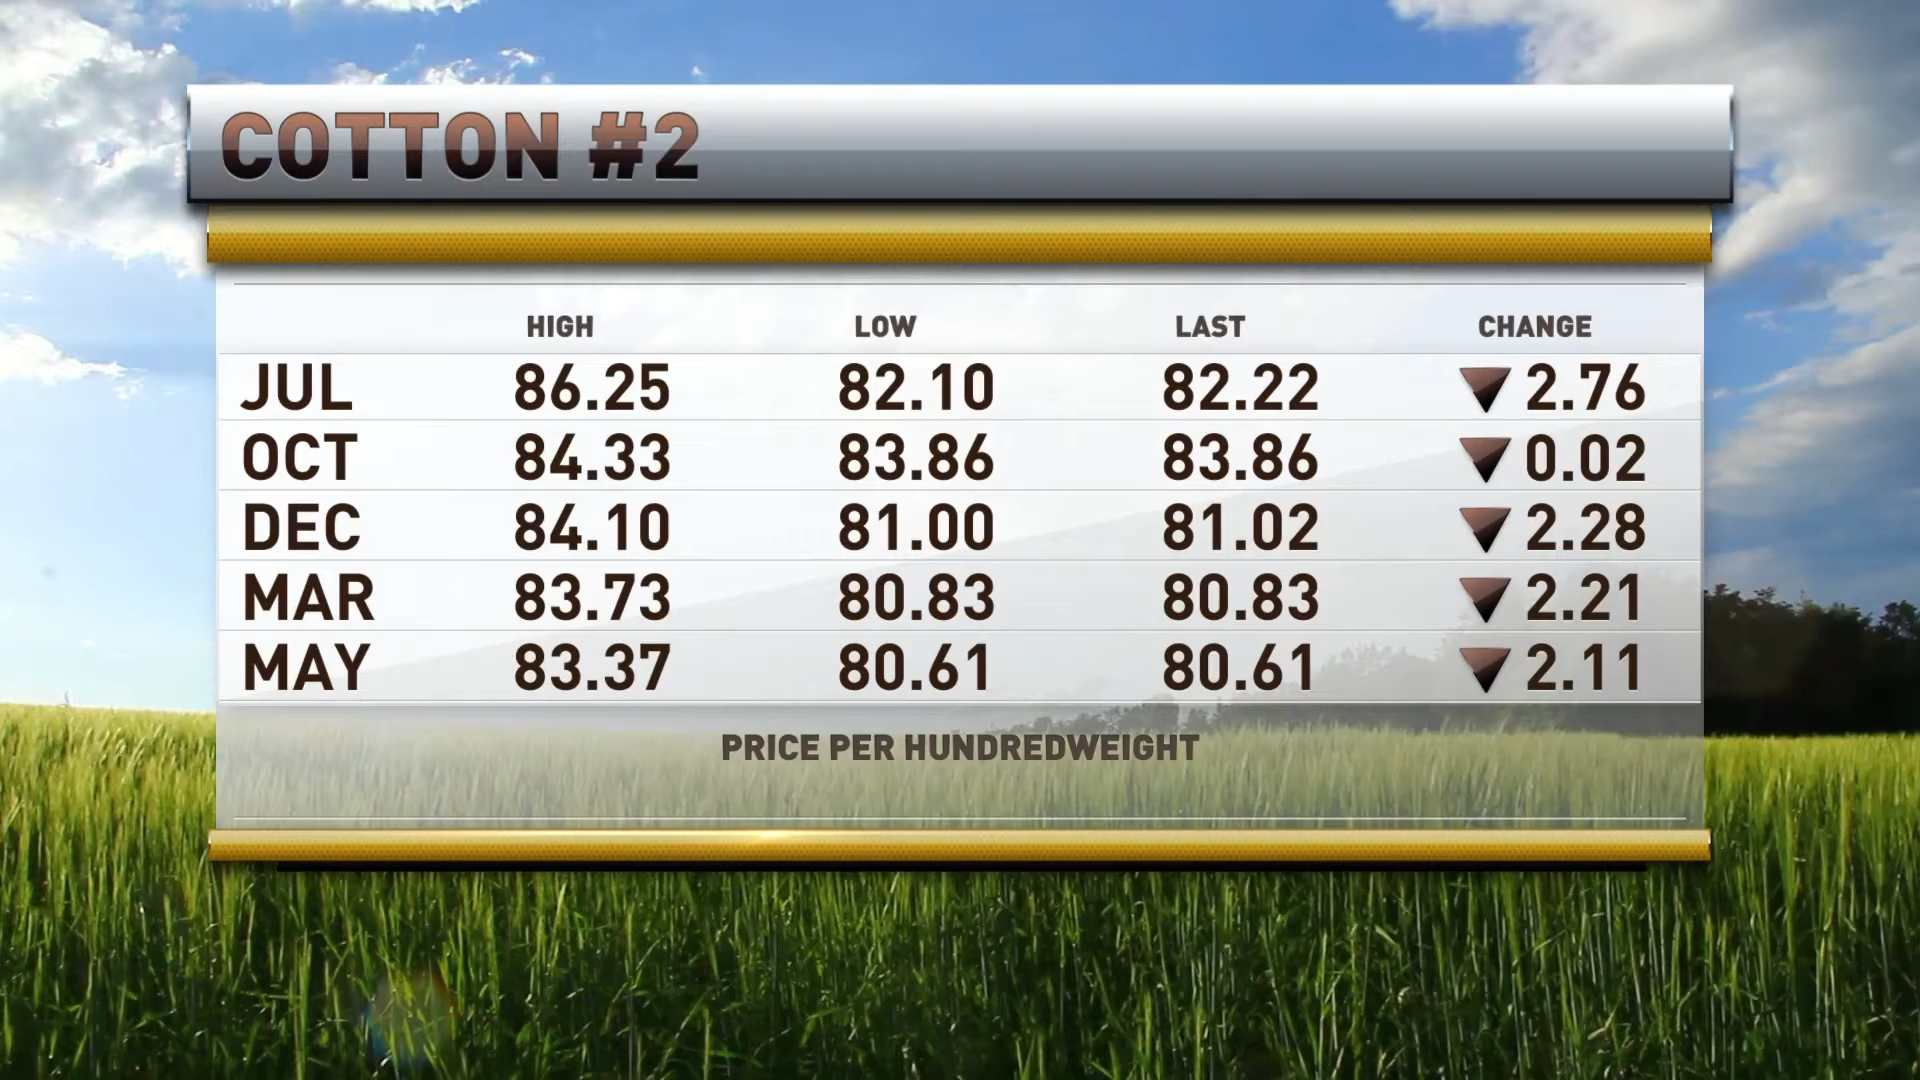 COTTON #2
HIGH LOW LAST CHANGE
JUL 86.25 82.10 82.22 ▼ 2.76
OCT 84.33 83.86 83.86 ▼ 0.02
DEC 84.10 81.00 81.02 ▼ 2.28
MAR 83.73 80.83 80.83 ▼ 2.21
MAY 83.37 80.61 80.61 ▼ 2.11
PRICE PER HUNDREDWEIGHT